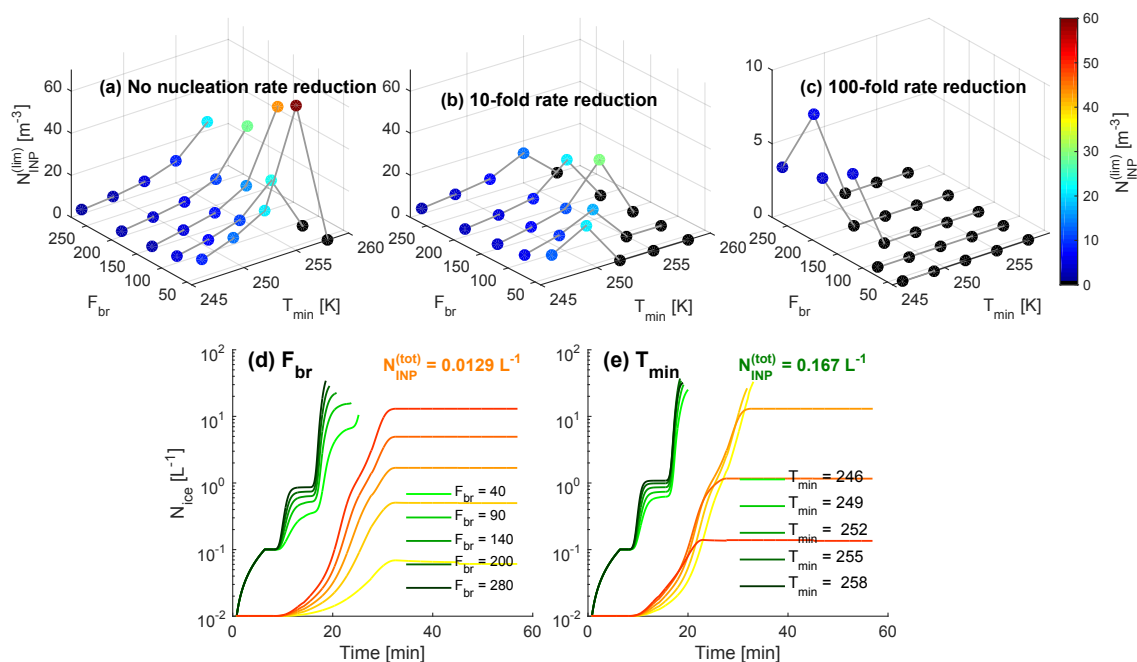 (a) No nucleation rate reduction
(b) 10-fold rate reduction
(c) 100-fold rate reduction
N_INP^(lim) [m^-3]
60
40
20
0
250
200
150
100
50
F_br
245
250
255
260
T_min [K]
60
40
20
0
250
200
150
100
50
F_br
245
250
255
260
T_min [K]
10
5
0
250
200
150
100
50
F_br
245
250
255
260
T_min [K]
60
50
40
30
20
10
0
N_INP^(lim) [m^-3]
(d) F_br
N_INP^(tot) = 0.0129 L^-1
10^2
10^1
10^0
10^-1
10^-2
N_ice [L^-1]
F_br = 40
F_br = 90
F_br = 140
F_br = 200
F_br = 280
0
20
40
60
Time [min]
(e) T_min
N_INP^(tot) = 0.167 L^-1
10^2
10^1
10^0
10^-1
10^-2
T_min = 246
T_min = 249
T_min = 252
T_min = 255
T_min = 258
0
20
40
60
Time [min]